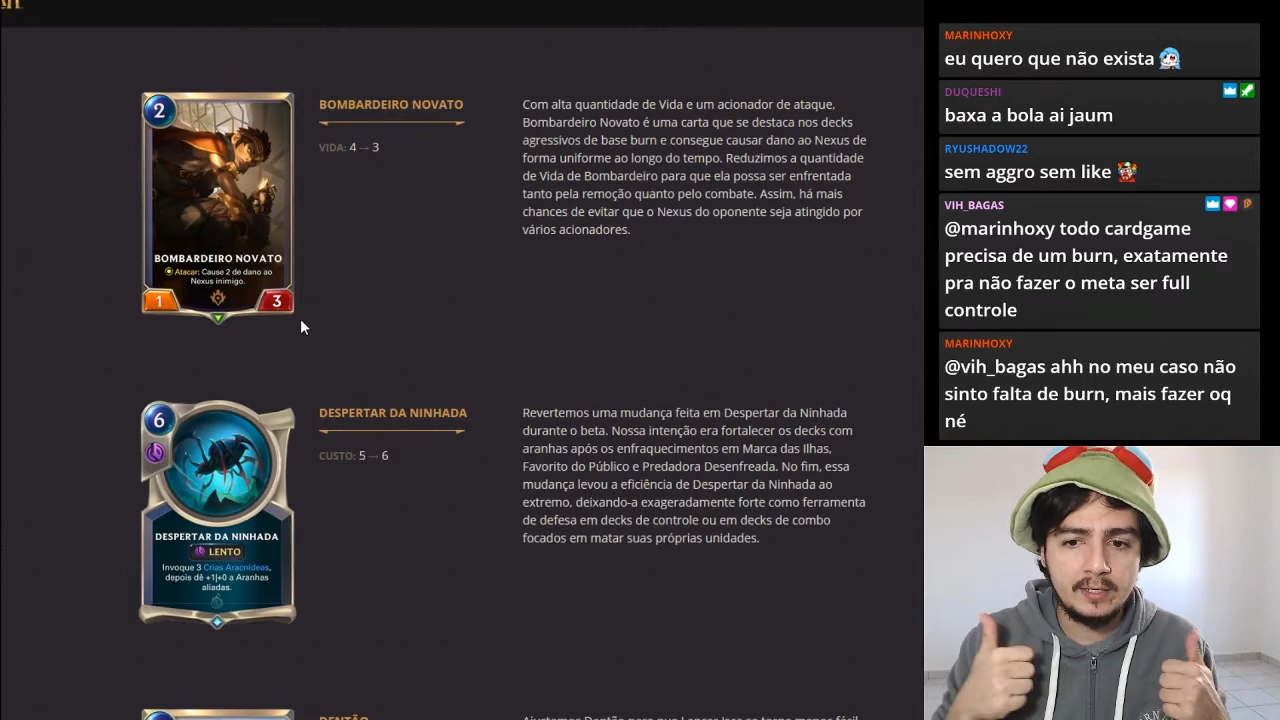 2
BOMBARDEIRO NOVATO
Atacar: Cause 2 de dano ao
Nexus inimigo.
1
3
BOMBARDEIRO NOVATO
VIDA: 4 → 3
Com alta quantidade de Vida e um acionador de ataque,
Bombardeiro Novato é uma carta que se destaca nos decks
agressivos de base burn e consegue causar dano ao Nexus de
forma uniforme ao longo do tempo. Reduzimos a quantidade
de Vida de Bombardeiro para que ela possa ser enfrentada
tanto pela remoção quanto pelo combate. Assim, há mais
chances de evitar que o Nexus do oponente seja atingido por
vários acionadores.
6
DESPERTAR DA NINHADA
LENTO
Invoque 3 Crias Aracnídeas,
depois dê +1|+0 a Aranhas
aliadas.
DESPERTAR DA NINHADA
CUSTO: 5 → 6
Revertemos uma mudança feita em Despertar da Ninhada
durante o beta. Nossa intenção era fortalecer os decks com
aranhas após os enfraquecimentos em Marca das Ilhas,
Favorito do Público e Predadora Desenfreada. No fim, essa
mudança levou a eficiência de Despertar da Ninhada ao
extremo, deixando-a exageradamente forte como ferramenta
de defesa em decks de controle ou em decks de combo
focados em matar suas próprias unidades.
DENTÃO
MARINHOXY
eu quero que não exista
DUQUESHI
baxa a bola ai jaum
RYUSHADOW22
sem aggro sem like
VIH_BAGAS
@marinhoxy todo cardgame
precisa de um burn, exatamente
pra não fazer o meta ser full
controle
MARINHOXY
@vih_bagas ahh no meu caso não
sinto falta de burn, mais fazer oq
né